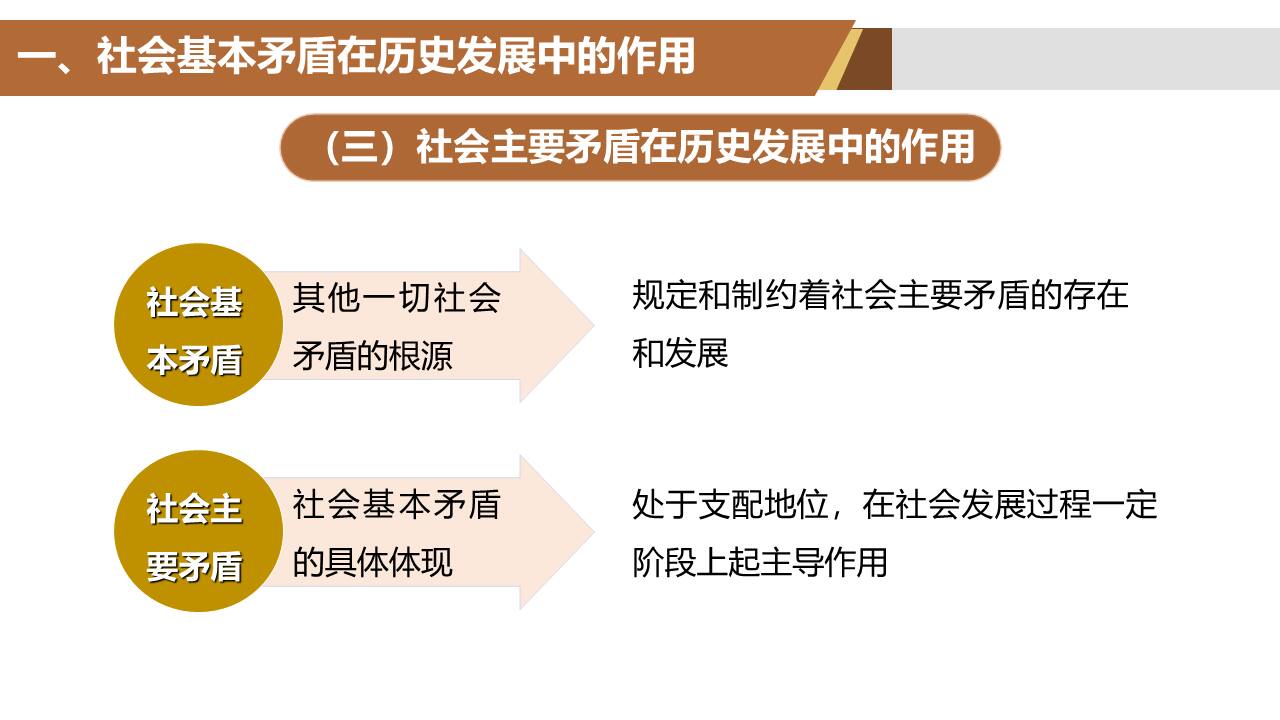 一、社会基本矛盾在历史发展中的作用
（三）社会主要矛盾在历史发展中的作用
社会基
本矛盾
其他一切社会
矛盾的根源
规定和制约着社会主要矛盾的存在
和发展
社会主
要矛盾
社会基本矛盾
的具体体现
处于支配地位，在社会发展过程一定
阶段上起主导作用